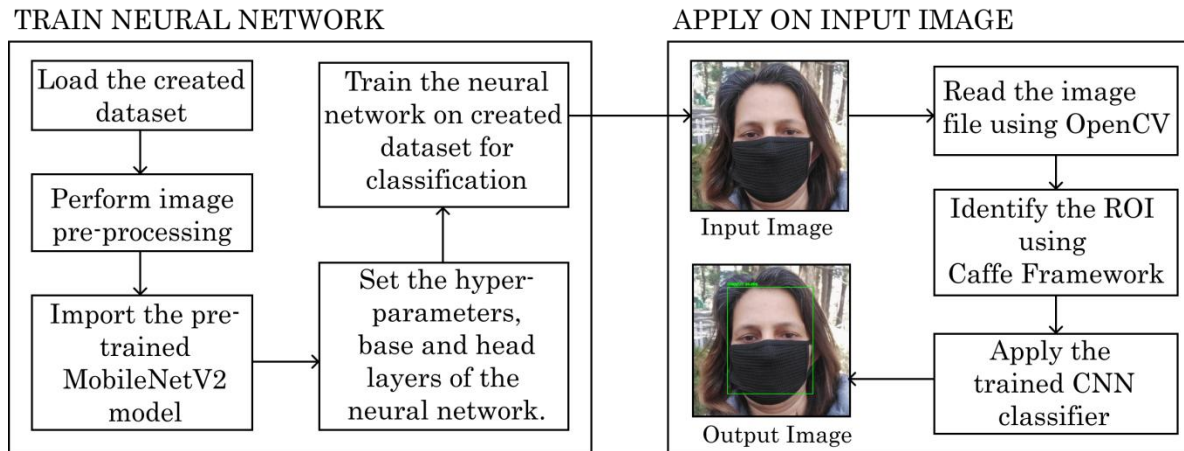 TRAIN NEURAL NETWORK
Load the created
dataset
Perform image
pre-processing
Import the pre-
trained
MobileNetV2
model
Set the hyper-
parameters,
base and head
layers of the
neural network.
Train the neural
network on created
dataset for
classification
APPLY ON INPUT IMAGE
Input Image
Read the image
file using OpenCV
Identify the ROI
using
Caffe Framework
Apply the
trained CNN
classifier
Output Image